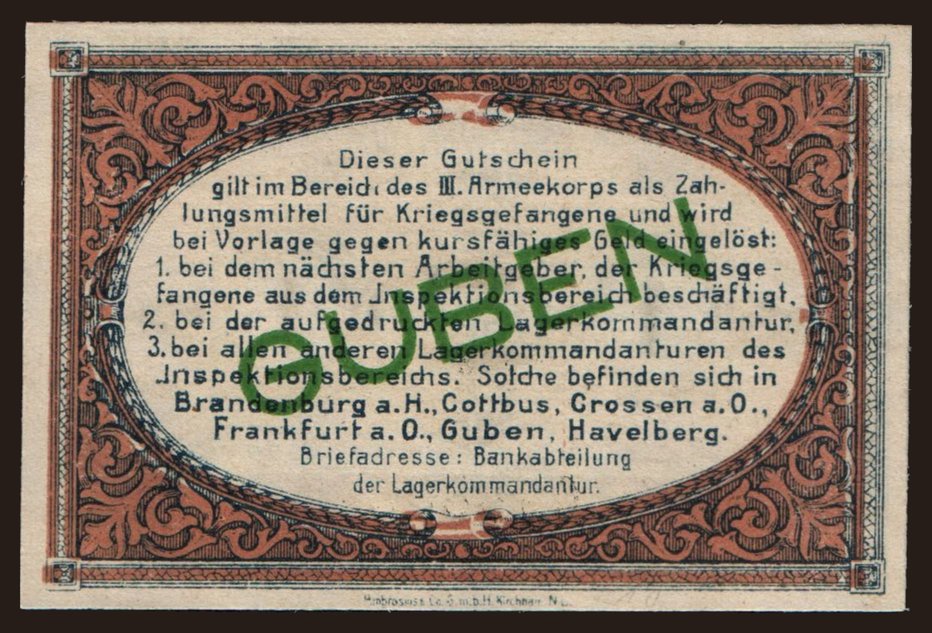 Dieser Gutschein
gilt im Bereich des III. Armeekorps als Zah-
lungsmittel für Kriegsgefangene und wird
bei Vorlage gegen kursfähiges Geld eingelöst:
1. bei dem nächsten Arbeitgeber, der Kriegsge-
fangene aus dem Inspektionsbereich beschäftigt,
2. bei der aufgedruckten Lagerkommandantur,
3. bei allen anderen Lagerkommandanturen des
Inspektionsbereichs. Solche befinden sich in
Brandenburg a.H., Cottbus, Crossen a.O.,
Frankfurt a.O., Guben, Havelberg.
Briefadresse: Bankabteilung
der Lagerkommandantur.
GUBEN
G.m.b.H. Kirchhain N.L.